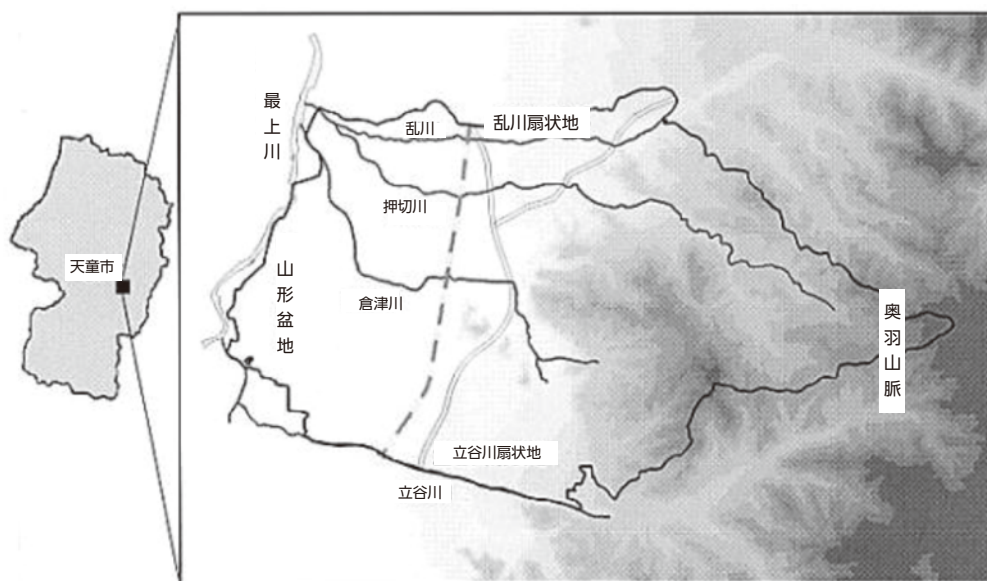 最上川
乱川扇状地
乱川
押切川
天童市
山形盆地
倉津川
奥羽山脈
立谷川扇状地
立谷川